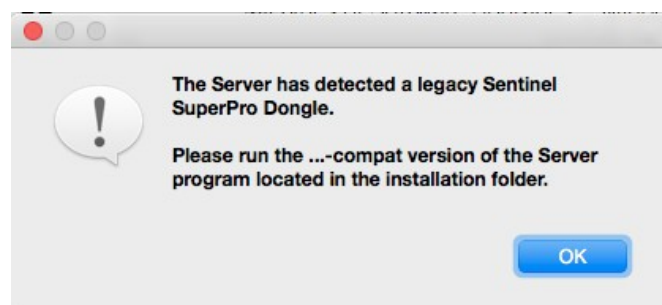 The Server has detected a legacy Sentinel
SuperPro Dongle.
Please run the ...-compat version of the Server
program located in the installation folder.
OK